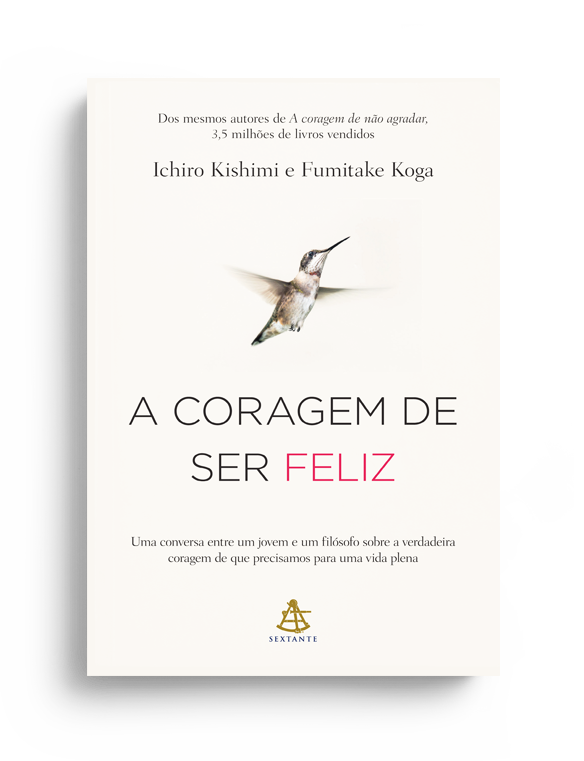 Dos mesmos autores de A coragem de não agradar,
3,5 milhões de livros vendidos
Ichiro Kishimi e Fumitake Koga
A CORAGEM DE
SER FELIZ
Uma conversa entre um jovem e um filósofo sobre a verdadeira
coragem de que precisamos para uma vida plena
SEXTANTE